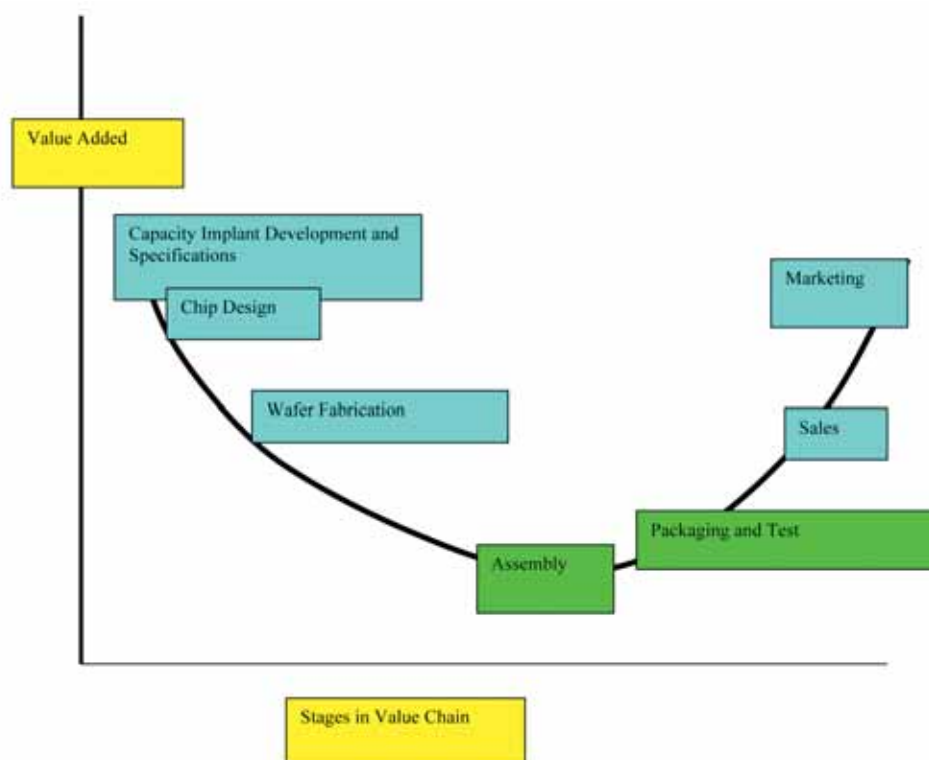 Value Added
Capacity Implant Development and
Specifications
Chip Design
Marketing
Wafer Fabrication
Sales
Packaging and Test
Assembly
Stages in Value Chain